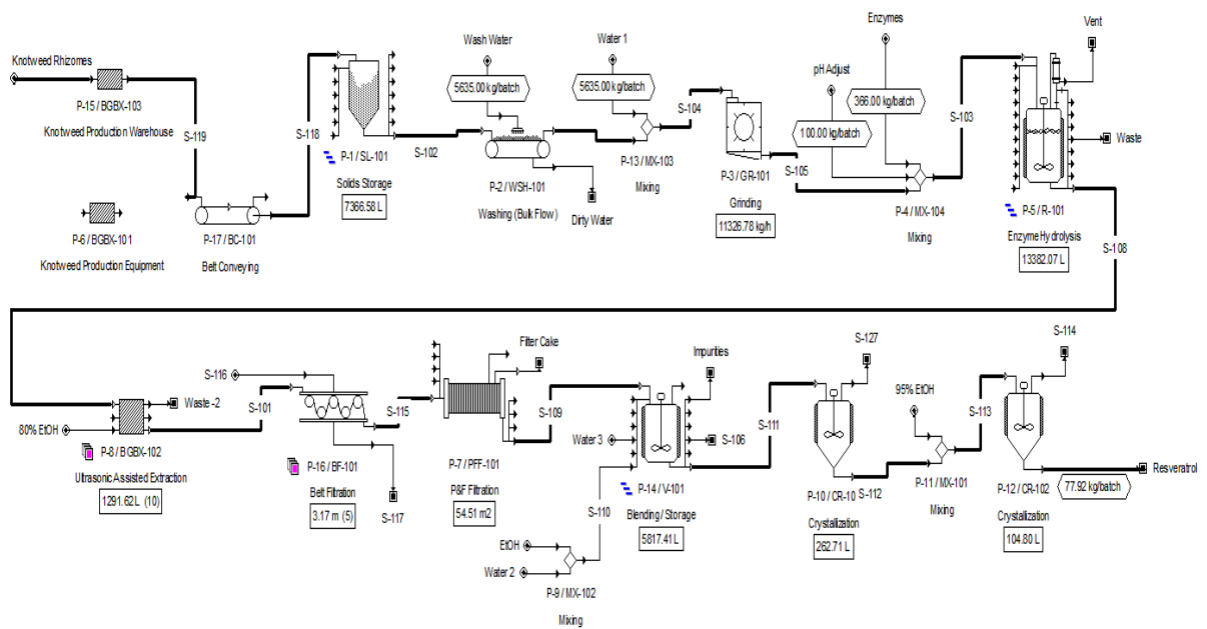 Knotweed Rhizomes
P-15 / BGBX-103
Knotweed Production Warehouse
S-119
P-6 / BGBX-101
Knotweed Production Equipment
P-17 / BC-101
Belt Conveying
S-118
P-1 / SL-101
Solids Storage
7366.58 L
S-102
Wash Water
5635.00 kg/batch
P-2 / WSH-101
Washing (Bulk Flow)
Dirty Water
Water 1
5635.00 kg/batch
P-13 / MX-103
Mixing
S-104
P-3 / GR-101
Grinding
11326.78 kg/h
S-105
Enzymes
366.00 kg/batch
pH Adjust
100.00 kg/batch
P-4 / MX-104
Mixing
S-103
Vent
Waste
P-5 / R-101
Enzyme Hydrolysis
13382.07 L
S-108
80% EtOH
Waste -2
P-8 / BGBX-102
Ultrasonic Assisted Extraction
1291.62 L (10)
S-101
S-116
P-16 / BF-101
Belt Filtration
3.17 m (5)
S-117
S-115
Filter Cake
P-7 / PFF-101
P&F Filtration
54.51 m2
S-109
EtOH
Water 2
P-9 / MX-102
Mixing
S-110
Water 3
Impurities
S-106
P-14 / V-101
Blending / Storage
5817.41 L
S-111
S-127
P-10 / CR-10
Crystallization
262.71 L
S-112
95% EtOH
P-11 / MX-101
Mixing
S-113
S-114
P-12 / CR-102
Crystallization
104.80 L
77.92 kg/batch
Resveratrol